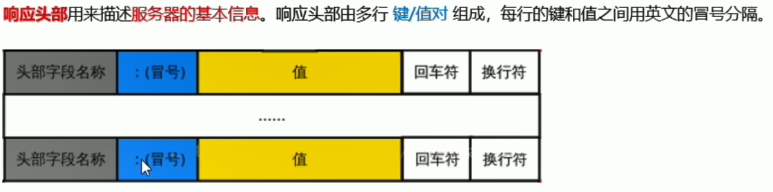 响应头部用来描述服务器的基本信息。响应头部由多行 键/值对 组成，每行的键和值之间用英文的冒号分隔。
头部字段名称 ：(冒号) 值 回车符 换行符
......
头部字段名称 ：(冒号) 值 回车符 换行符